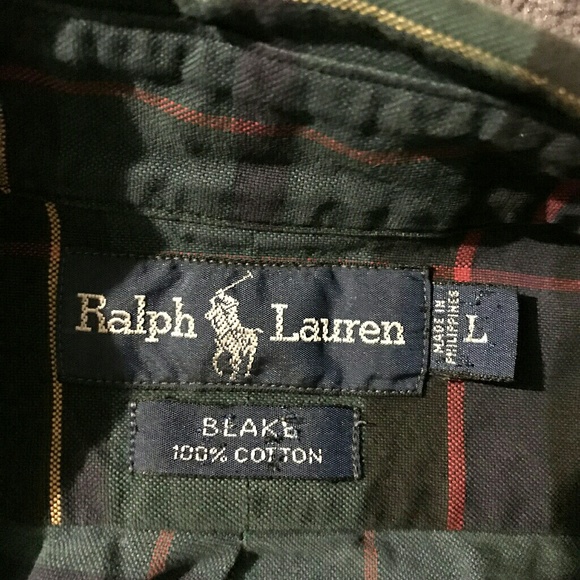 Ralph Lauren
MADE IN
PHILIPPINES
L
BLAKE
100% COTTON